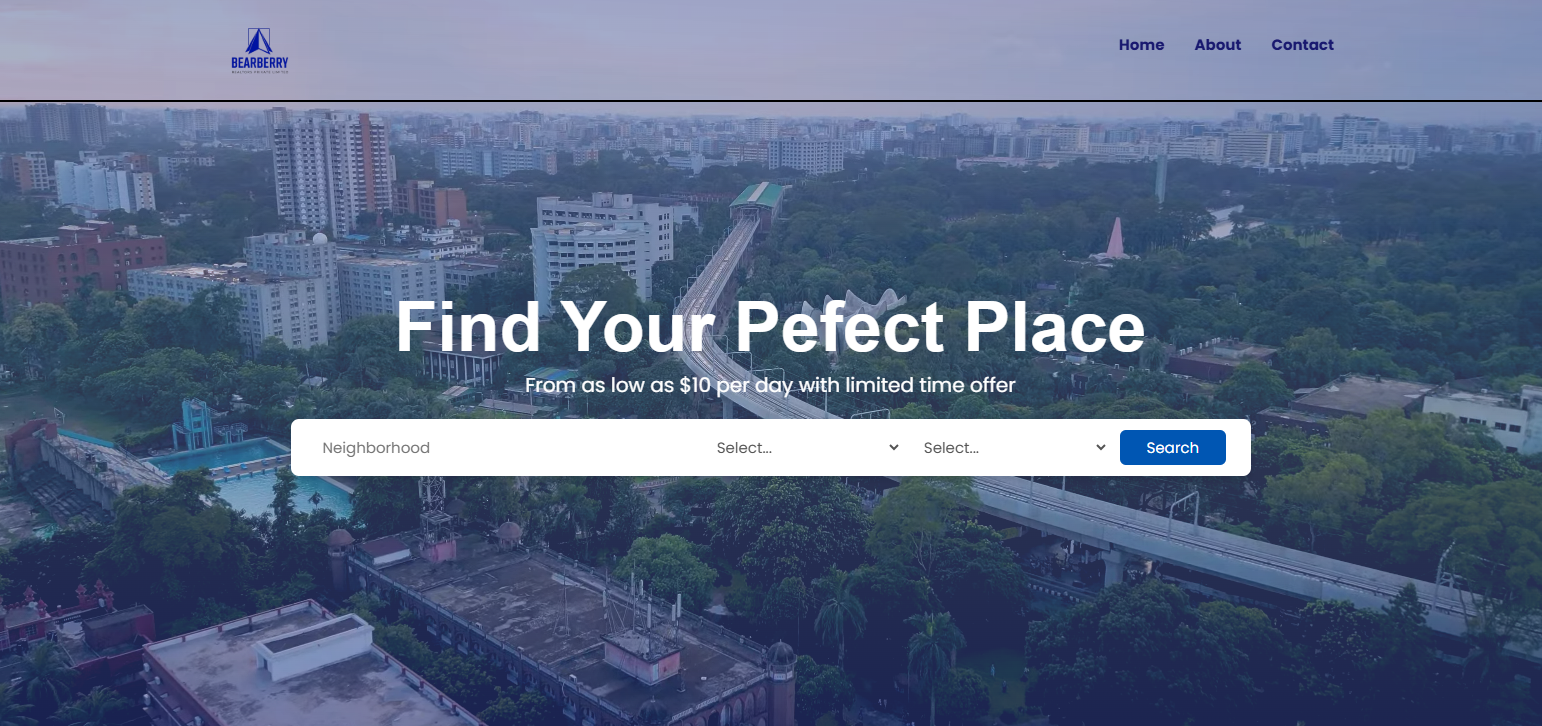 BEARBERRY
Home
About
Contact
Find Your Pefect Place
From as low as $10 per day with limited time offer
Neighborhood
Select...
Select...
Search